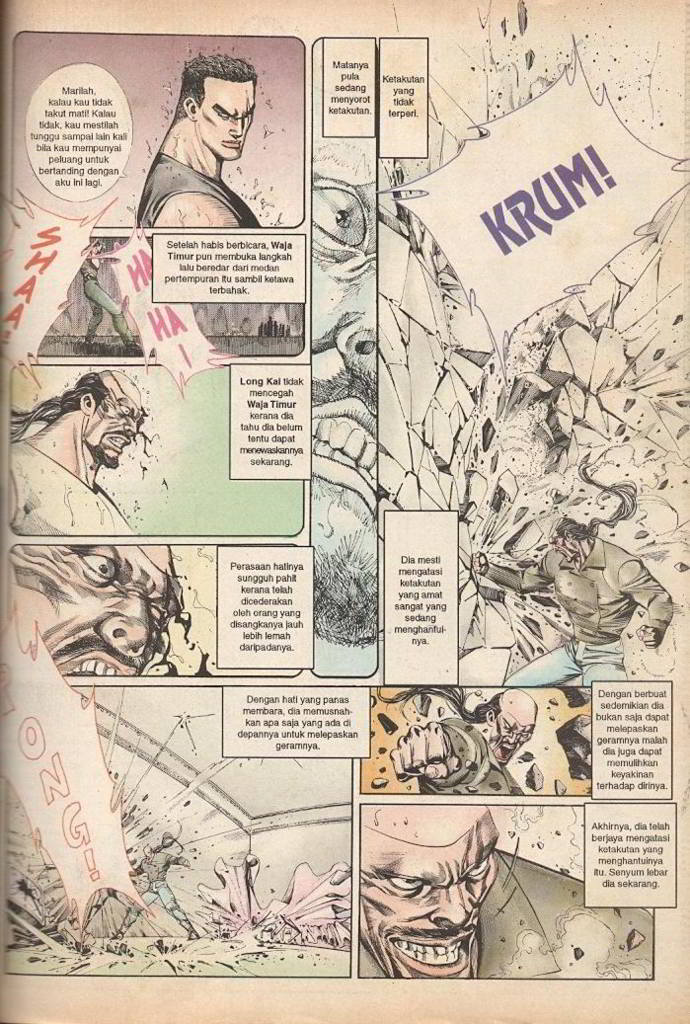 Marilah,
kalau kau tidak
takut mati! Kalau
tidak, kau mestilah
tunggu sampai lain kali
bila kau mempunyai
peluang untuk
bertanding dengan
aku ini lagi.
Setelah habis berbicara, Waja
Timur pun membuka langkah
lalu beredar dari medan
pertempuran itu sambil ketawa
terbahak.
SHAA!
HA
HA!
Long Kai tidak
mencegah
Waja Timur
kerana dia
tahu dia belum
tentu dapat
menewaskannya
sekarang.
Perasaan hatinya
sungguh pahit
kerana telah
dicederakan
oleh orang yang
disangkanya jauh
lebih lemah
daripadanya.
Matanya
pula
sedang
menyorot
ketakutan.
Ketakutan
yang
tidak
terperi.
KRUM!
Dia mesti
mengatasi
ketakutan
yang amat
sangat yang
sedang
menghantui-
nya.
Dengan hati yang panas
membara, dia memusnah-
kan apa saja yang ada di
depannya untuk melepaskan
geramnya.
RONG!
Dengan berbuat
sedemikian dia
bukan saja dapat
melepaskan
geramnya malah
dia juga dapat
memulihkan
keyakinan
terhadap dirinya.
Akhirnya, dia telah
berjaya mengatasi
ketakutan yang
menghantuinya
itu. Senyum lebar
dia sekarang.